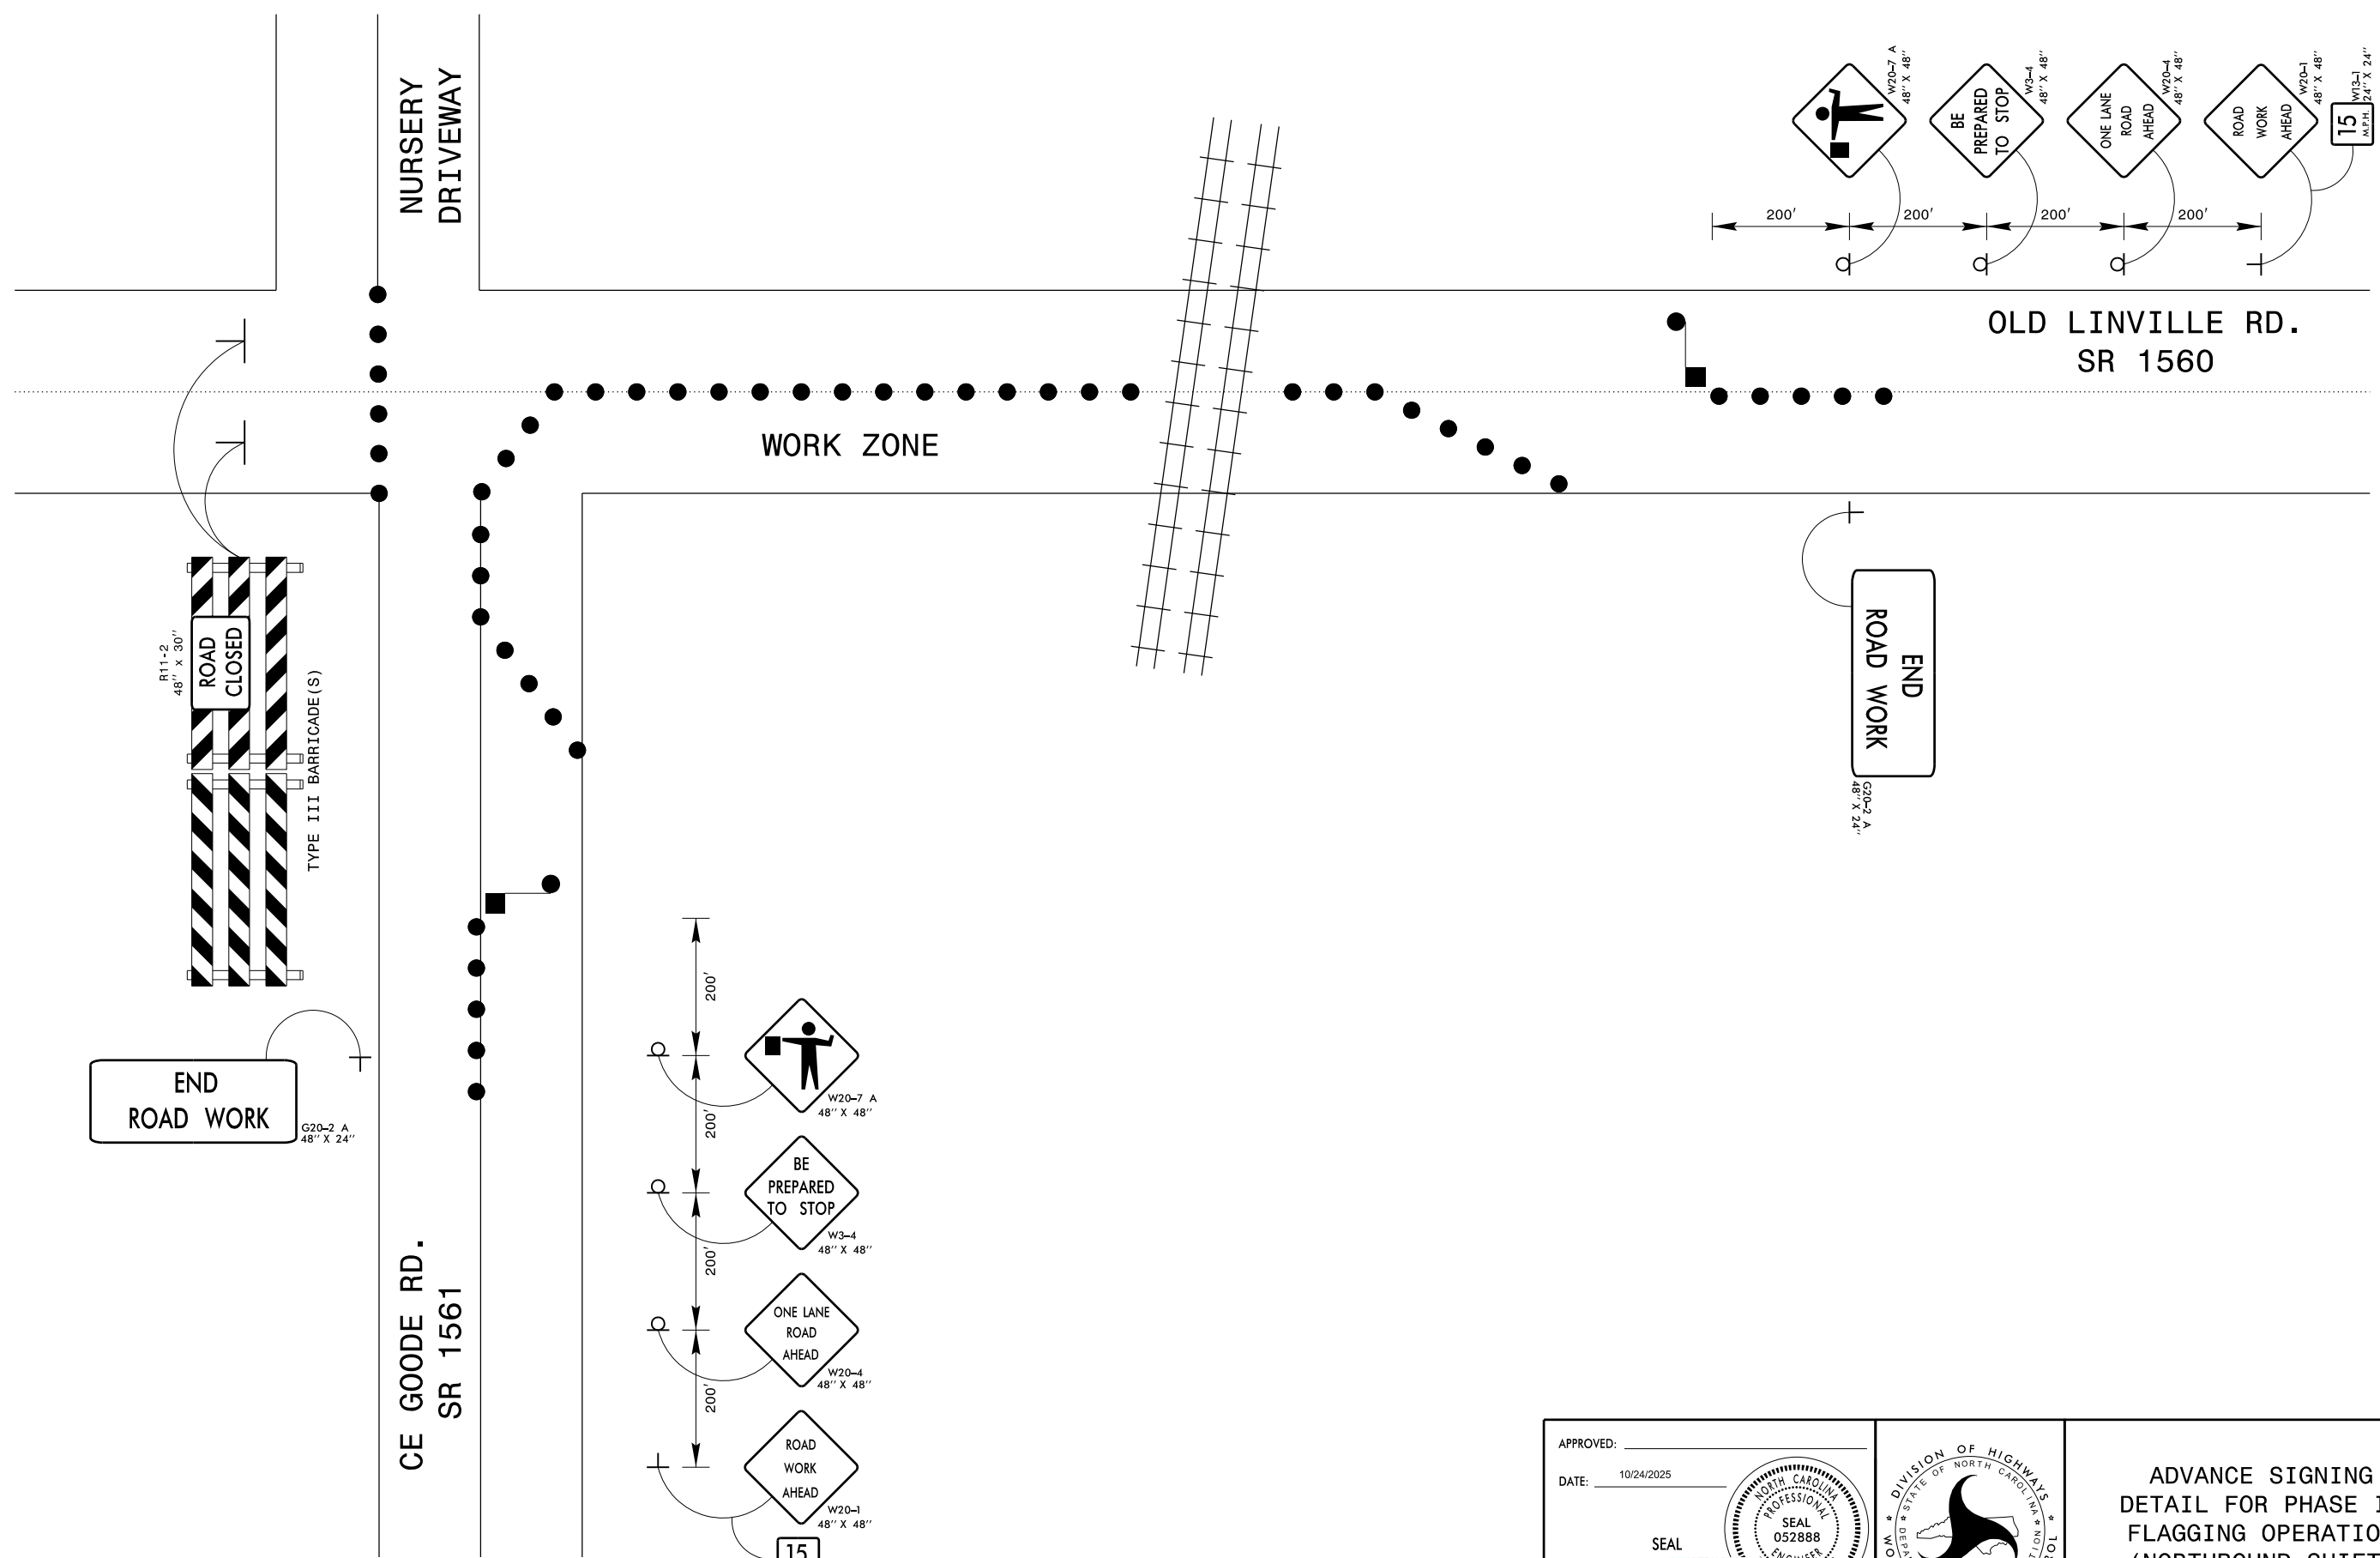 NURSERY
DRIVEWAY
W20-7 A
48" X 48"
BE
PREPARED
TO STOP
W3-4
48" X 48"
ONE LANE
ROAD
AHEAD
W20-4
48" X 48"
ROAD
WORK
AHEAD
W20-1
48" X 48"
15
M.P.H.
W13-1
24" X 24"
200'
200'
200'
200'
OLD LINVILLE RD.
SR 1560
WORK ZONE
R11-2
48" x 30"
ROAD
CLOSED
TYPE III BARRICADE(S)
END
ROAD WORK
G20-2 A
48" X 24"
END
ROAD WORK
G20-2 A
48" X 24"
CE GOODE RD.
SR 1561
200'
200'
200'
200'
W20-7 A
48" X 48"
BE
PREPARED
TO STOP
W3-4
48" X 48"
ONE LANE
ROAD
AHEAD
W20-4
48" X 48"
ROAD
WORK
AHEAD
W20-1
48" X 48"
15
APPROVED:
DATE: 10/24/2025
SEAL
NORTH CAROLINA
PROFESSIONAL
SEAL
052888
ENGINEER
DIVISION OF HIGHWAYS
STATE OF NORTH CAROLINA
ADVANCE SIGNING
DETAIL FOR PHASE
FLAGGING